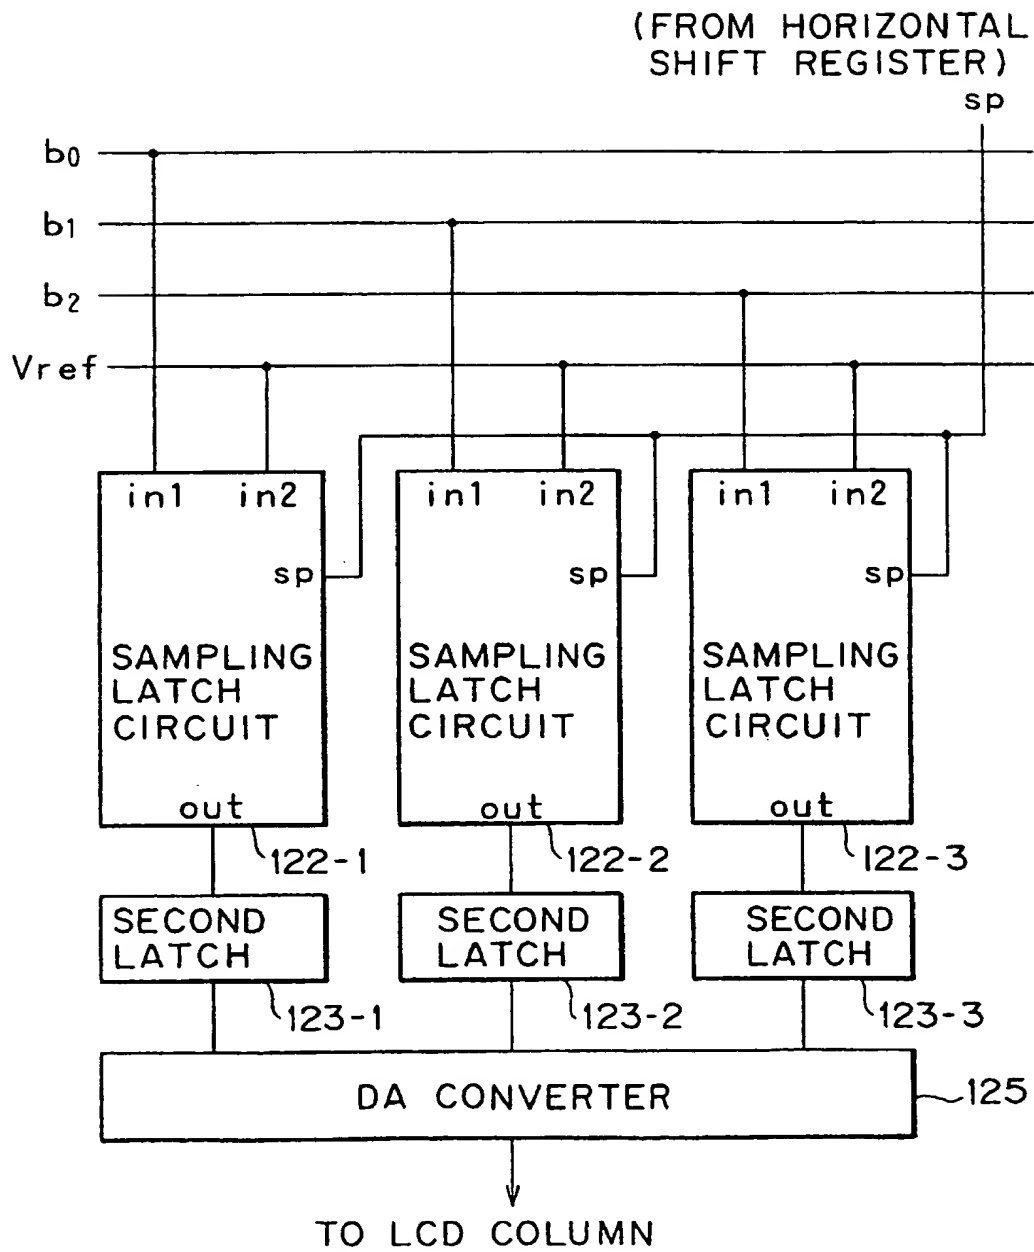 (FROM HORIZONTAL
SHIFT REGISTER)
sp
b0
b1
b2
Vref
in1 in2
in1 in2
in1 in2
sp
sp
sp
SAMPLING
LATCH
CIRCUIT
SAMPLING
LATCH
CIRCUIT
SAMPLING
LATCH
CIRCUIT
out
out
out
122-1
122-2
122-3
SECOND
LATCH
SECOND
LATCH
SECOND
LATCH
123-1
123-2
123-3
DA CONVERTER
125
TO LCD COLUMN